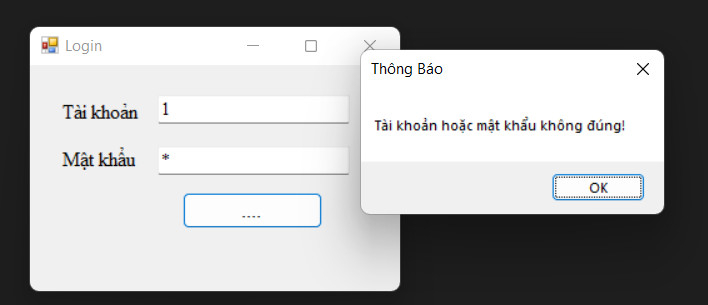 Login
Tài khoản
1
Mật khẩu
*
....
Thông Báo
Tài khoản hoặc mật khẩu không đúng!
OK